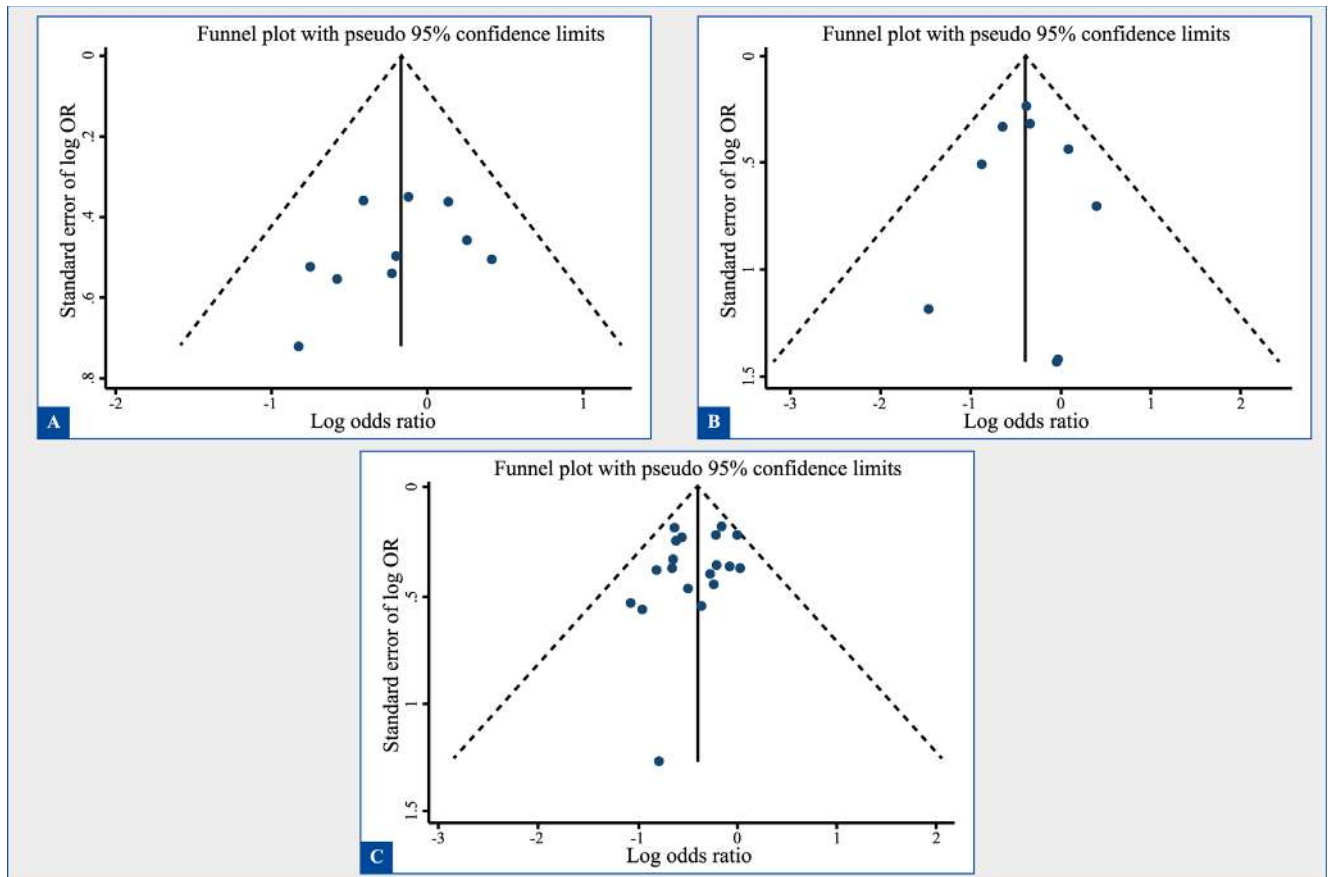 Funnel plot with pseudo 95% confidence limits
Standard error of log OR
0
.2
.4
.6
.8
-2
-1
0
1
Log odds ratio
A
Funnel plot with pseudo 95% confidence limits
Standard error of log OR
0
.5
1
1.5
-3
-2
-1
0
1
2
Log odds ratio
B
Funnel plot with pseudo 95% confidence limits
Standard error of log OR
0
.5
1
1.5
-3
-2
-1
0
1
2
Log odds ratio
C